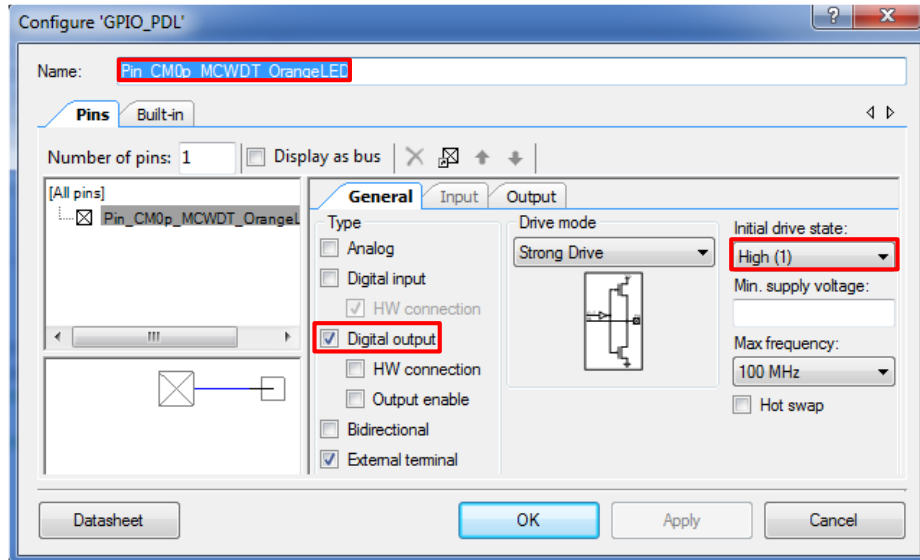 Configure 'GPIO_PDL'
Name: Pin_CM0p_MCWDT_OrangeLED
Pins Built-in
Number of pins: 1 Display as bus
[All pins]
Pin_CM0p_MCWDT_OrangeL
General Input Output
Type
Analog
Digital input
HW connection
Digital output
HW connection
Output enable
Bidirectional
External terminal
Drive mode
Strong Drive
Initial drive state:
High (1)
Min. supply voltage:
Max frequency:
100 MHz
Hot swap
Datasheet OK Apply Cancel